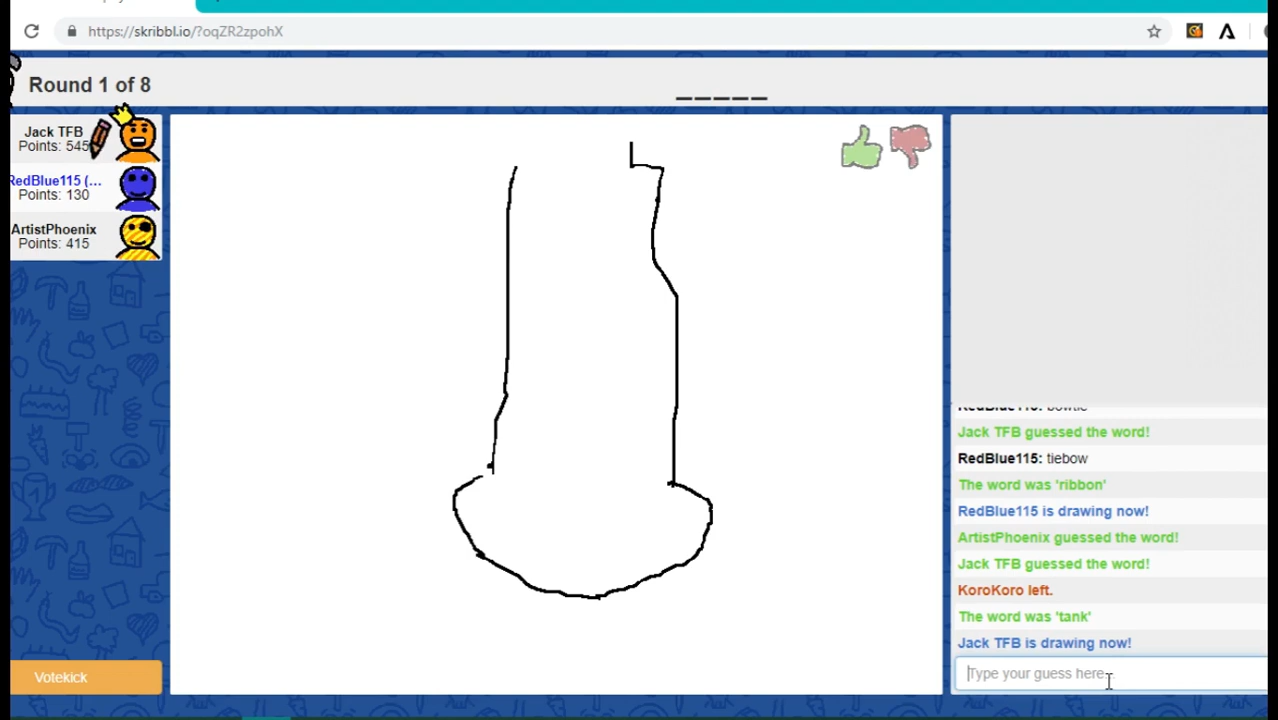 https://skribbl.io/?oqZR2zpohX
Round 1 of 8
_ _ _ _ _
Jack TFB
Points: 545
RedBlue115 (...
Points: 130
ArtistPhoenix
Points: 415
Jack TFB guessed the word!
RedBlue115: tiebow
The word was 'ribbon'
RedBlue115 is drawing now!
ArtistPhoenix guessed the word!
Jack TFB guessed the word!
KoroKoro left.
The word was 'tank'
Jack TFB is drawing now!
Type your guess here...
Votekick